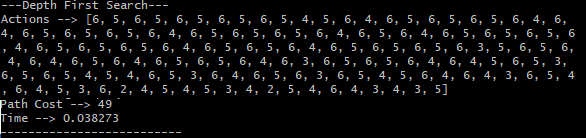 ---Depth First Search---
Actions --> [6, 5, 6, 5, 6, 5, 6, 5, 6, 5, 4, 5, 6, 4, 6, 5, 6, 5, 6, 5, 6, 4, 6,
4, 6, 5, 6, 5, 6, 4, 6, 5, 6, 5, 6, 5, 6, 4, 6, 5, 6, 4, 6, 5, 6, 5, 6, 5, 6
, 4, 6, 5, 6, 5, 6, 5, 6, 4, 6, 5, 6, 5, 6, 4, 6, 5, 6, 5, 6, 5, 6, 3, 5, 6, 5, 6,
4, 6, 4, 6, 5, 6, 4, 6, 5, 6, 5, 6, 4, 6, 3, 6, 5, 6, 5, 6, 4, 6, 4, 5, 6, 5, 3,
6, 5, 6, 5, 4, 5, 4, 6, 5, 3, 6, 4, 6, 5, 6, 3, 6, 5, 4, 5, 6, 4, 6, 4, 3, 6, 5, 4
, 6, 4, 5, 3, 6, 2, 4, 5, 4, 5, 3, 4, 2, 5, 4, 6, 4, 3, 4, 3, 5]
Path Cost --> 49
Time --> 0.038273
--------------------------